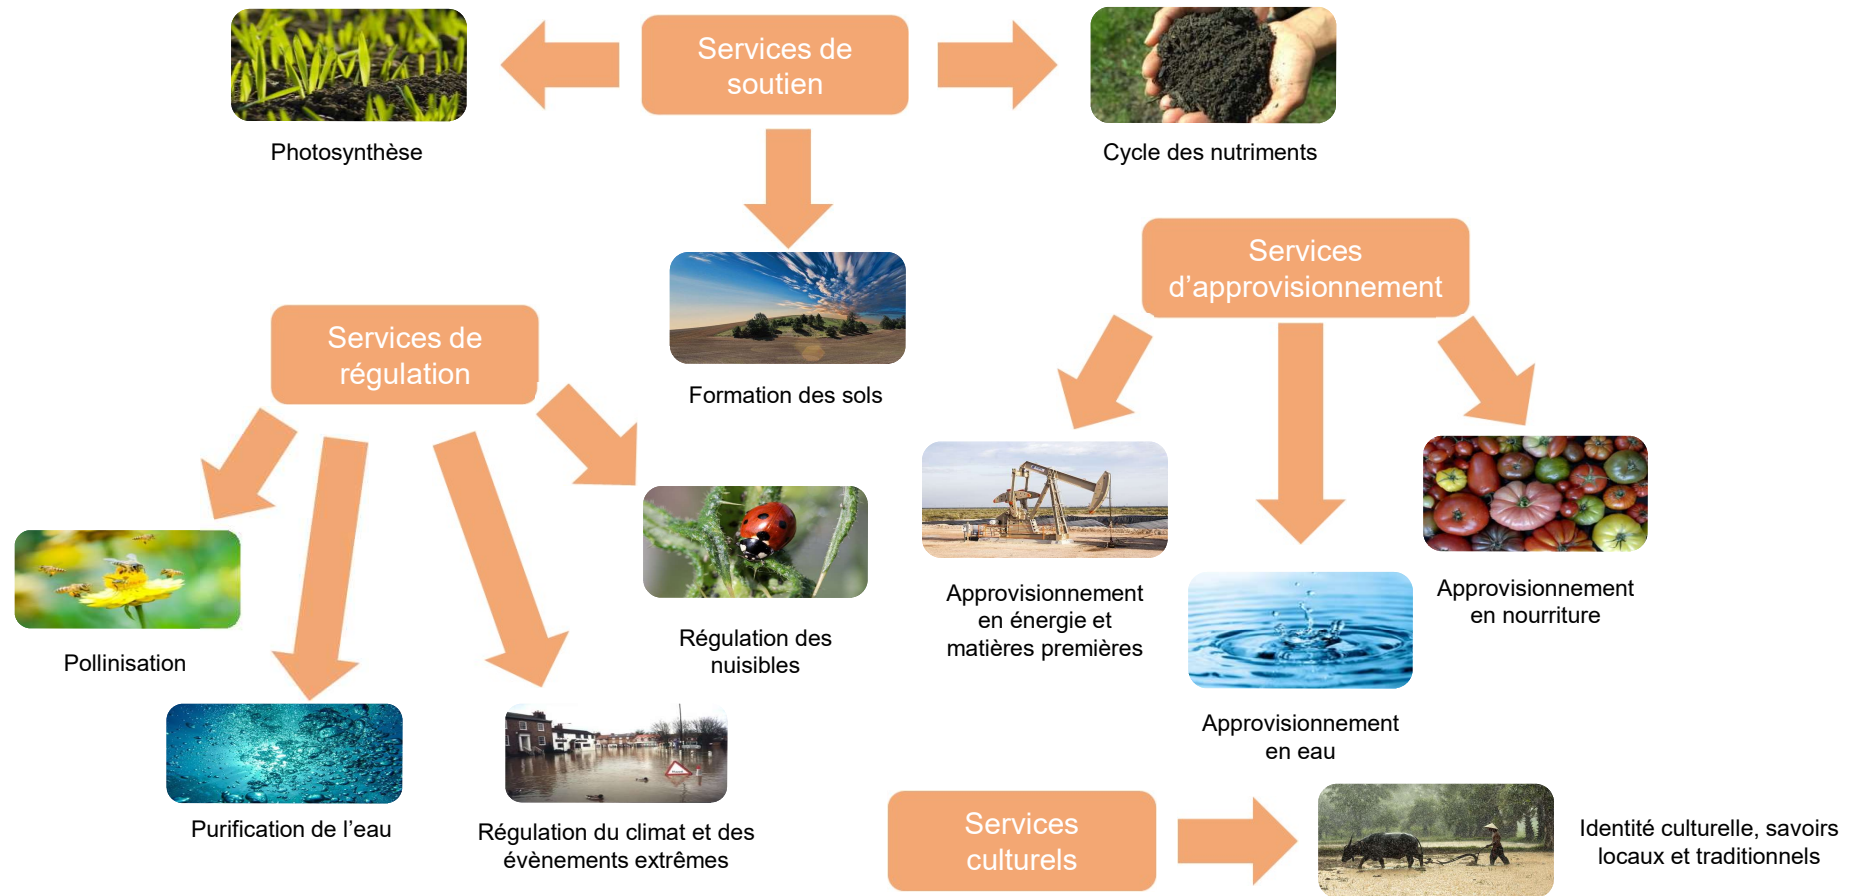 Services de
soutien
Photosynthèse
Cycle des nutriments
Formation des sols
Services
d’approvisionnement
Services de
régulation
Approvisionnement
en énergie et
matières premières
Approvisionnement
en eau
Approvisionnement
en nourriture
Pollinisation
Purification de l’eau
Régulation du climat et des
évènements extrêmes
Régulation des
nuisibles
Services
culturels
Identité culturelle, savoirs
locaux et traditionnels